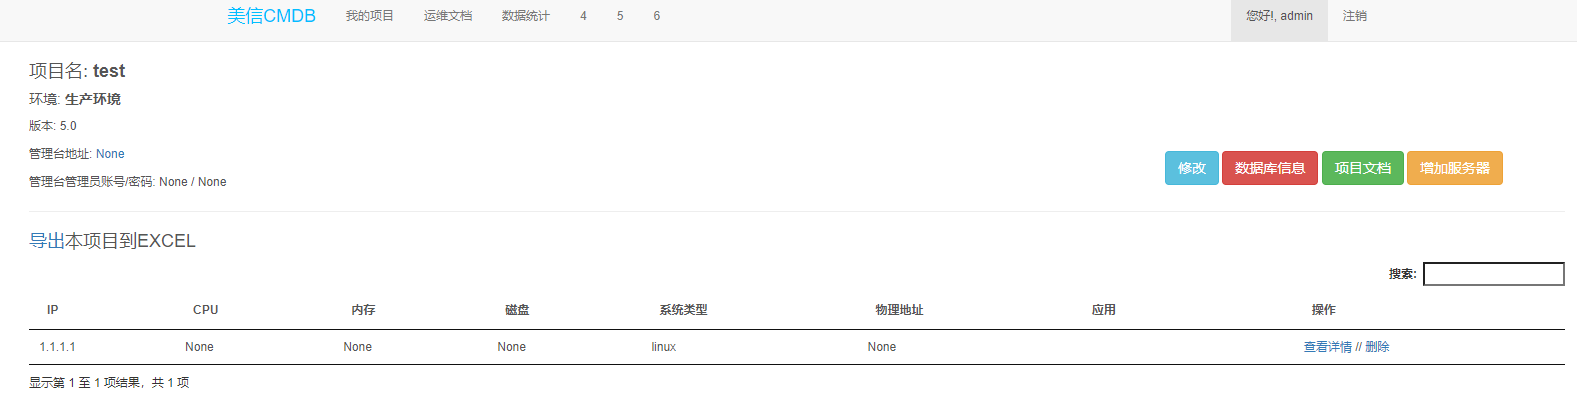 美信CMDB 我的项目 运维文档 数据统计 4 5 6 您好!, admin 注销
项目名: test
环境: 生产环境
版本: 5.0
管理台地址: None
管理台管理员账号/密码: None / None
修改 数据库信息 项目文档 增加服务器
导出本项目到EXCEL
搜索:
IP CPU 内存 磁盘 系统类型 物理地址 应用 操作
1.1.1.1 None None None linux None 查看详情 // 删除
显示第 1 至 1 项结果，共 1 项